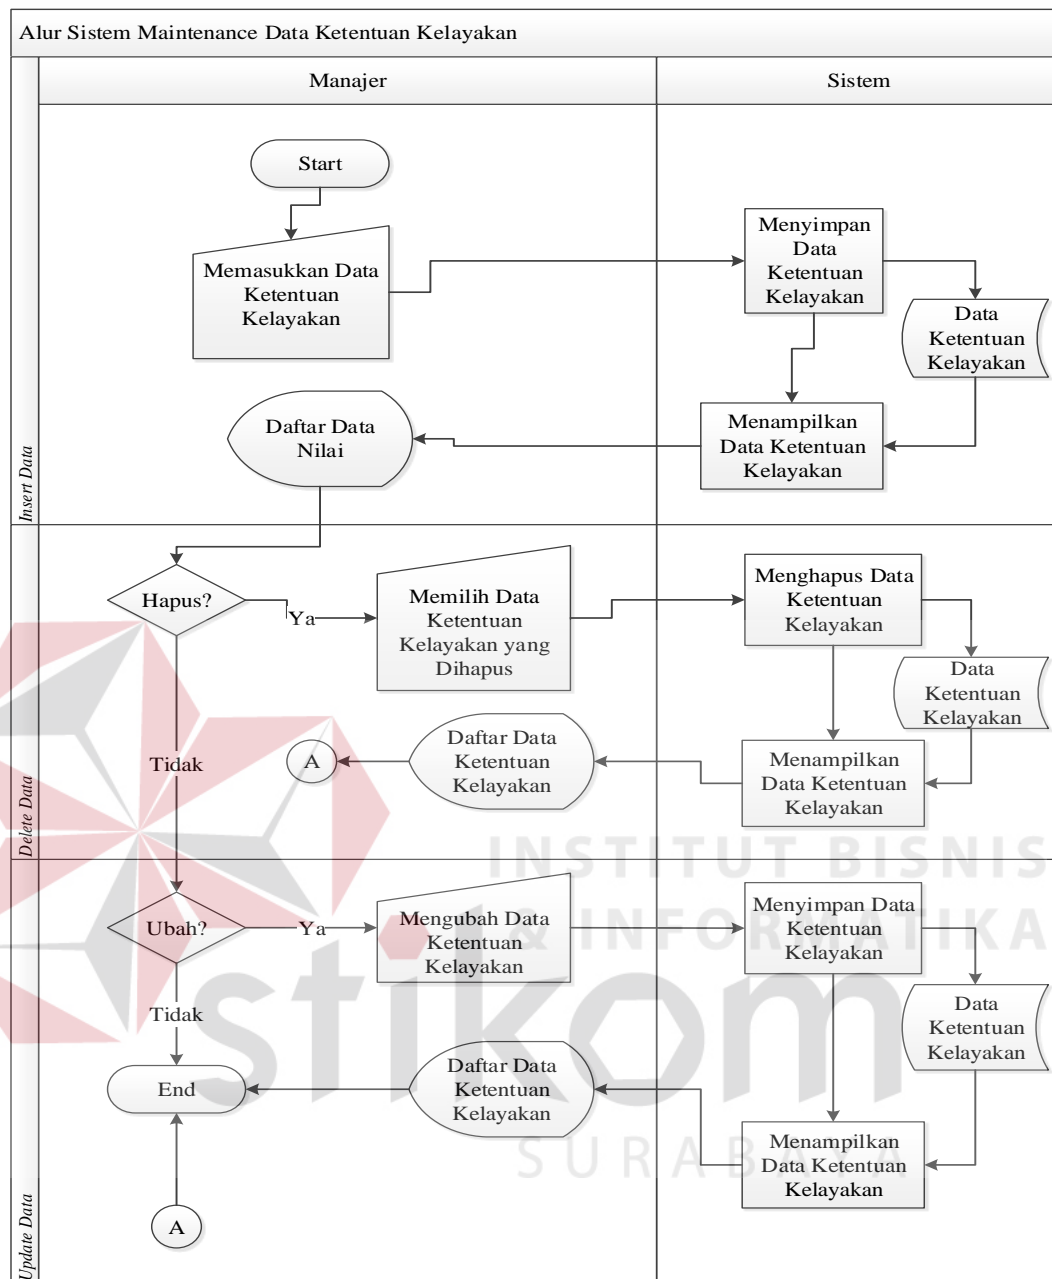 Alur Sistem Maintenance Data Ketentuan Kelayakan
Manajer
Sistem
Insert Data
Start
Memasukkan Data
Ketentuan
Kelayakan
Menyimpan
Data
Ketentuan
Kelayakan
Data
Ketentuan
Kelayakan
Menampilkan
Data Ketentuan
Kelayakan
Daftar Data
Nilai
Delete Data
Hapus?
Ya
Memilih Data
Ketentuan
Kelayakan yang
Dihapus
Menghapus Data
Ketentuan
Kelayakan
Data
Ketentuan
Kelayakan
Menampilkan
Data Ketentuan
Kelayakan
Daftar Data
Ketentuan
Kelayakan
A
Tidak
Update Data
Ubah?
Ya
Mengubah Data
Ketentuan
Kelayakan
Menyimpan Data
Ketentuan
Kelayakan
Data
Ketentuan
Kelayakan
Menampilkan
Data Ketentuan
Kelayakan
Daftar Data
Ketentuan
Kelayakan
Tidak
End
A
INSTITUT BISNIS
& INFORMATIKA
stikom
SURABAYA